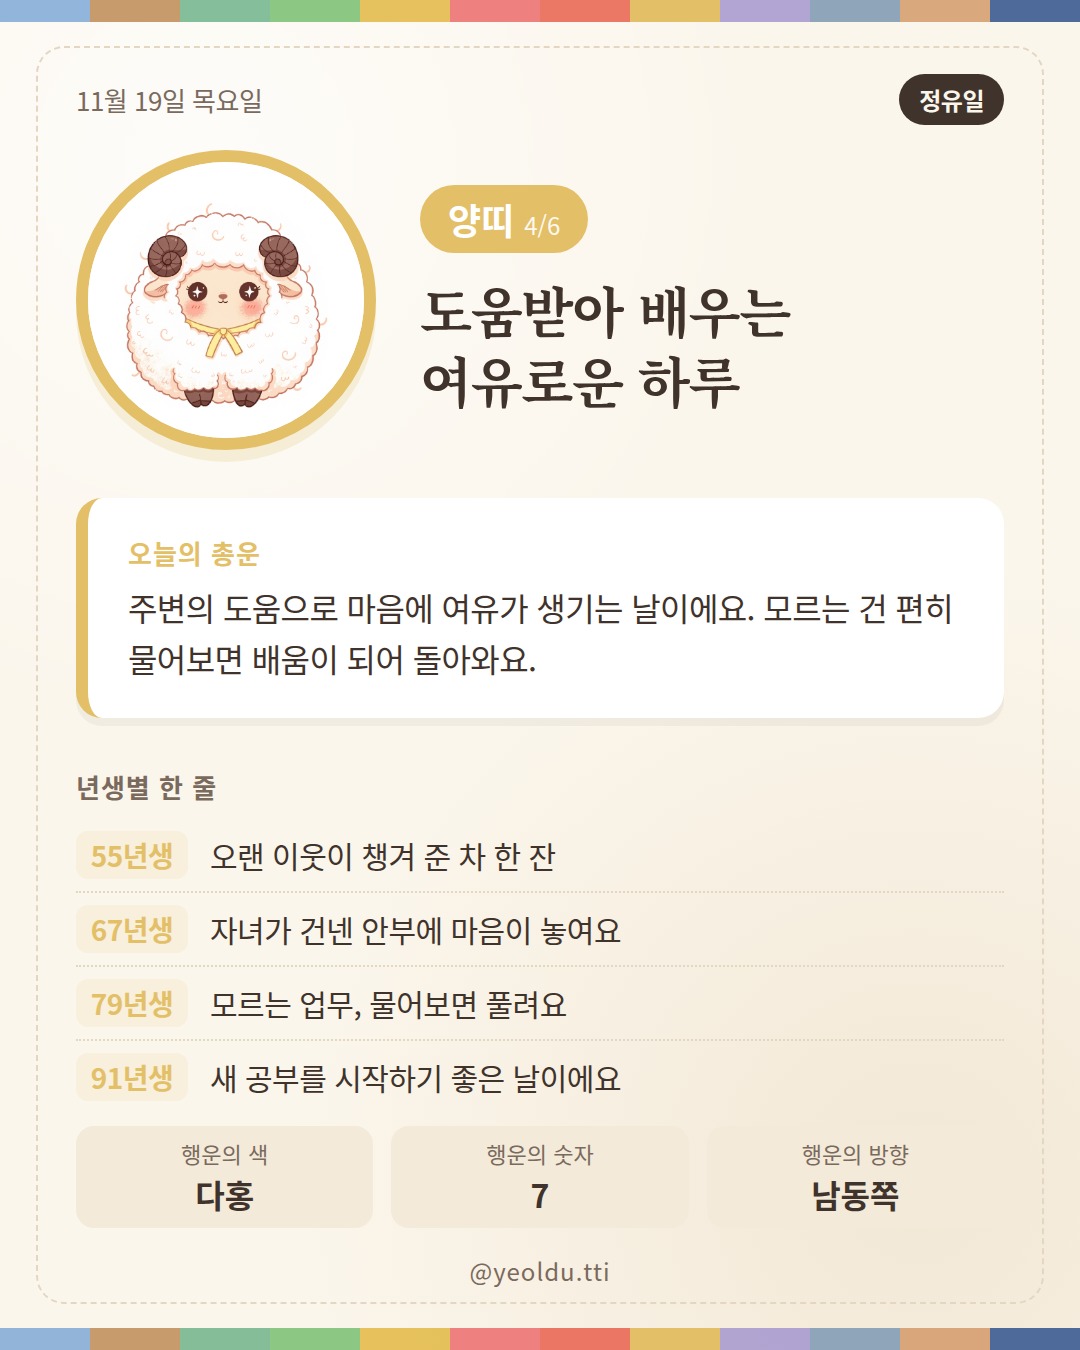 11월 19일 목요일
정유일
양띠 4/6
도움받아 배우는
여유로운 하루
오늘의 총운
주변의 도움으로 마음에 여유가 생기는 날이에요. 모르는 건 편히
물어보면 배움이 되어 돌아와요.
년생별 한 줄
55년생 오랜 이웃이 챙겨 준 차 한 잔
67년생 자녀가 건넨 안부에 마음이 놓여요
79년생 모르는 업무, 물어보면 풀려요
91년생 새 공부를 시작하기 좋은 날이에요
행운의 색
다홍
행운의 숫자
7
행운의 방향
남동쪽
@yeoldu.tti